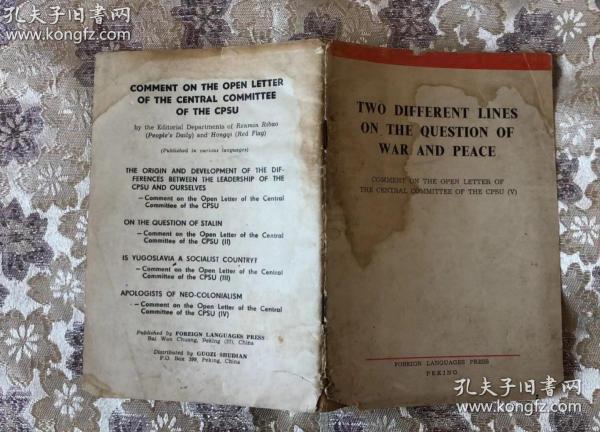 孔夫子旧书网
www.kongfz.com
孔夫子旧书网
www.kongfz.com
COMMENT ON THE OPEN LETTER
OF THE CENTRAL COMMITTEE
OF THE CPSU
by the Editorial Departments of Renmin Ribao
(People's Daily) and Hongqi (Red Flag)
(Published in various languages)
THE ORIGIN AND DEVELOPMENT OF THE DIF-
FERENCES BETWEEN THE LEADERSHIP OF THE
CPSU AND OURSELVES
— Comment on the Open Letter of the Central
Committee of the CPSU
ON THE QUESTION OF STALIN
— Comment on the Open Letter of the Central
Committee of the CPSU (II)
IS YUGOSLAVIA A SOCIALIST COUNTRY?
— Comment on the Open Letter of the Central
Committee of the CPSU (III)
APOLOGISTS OF NEO-COLONIALISM
— Comment on the Open Letter of the Central
Committee of the CPSU (IV)
Published by FOREIGN LANGUAGES PRESS
Pai Wan Chuang, Peking (37), China
Distributed by GUOZI SHUDIAN
P.O. Box 399, Peking, China
TWO DIFFERENT LINES
ON THE QUESTION OF
WAR AND PEACE
COMMENT ON THE OPEN LETTER OF
THE CENTRAL COMMITTEE OF THE CPSU (V)
FOREIGN LANGUAGES PRESS
PEKING
孔夫子旧书网
www.kongfz.com